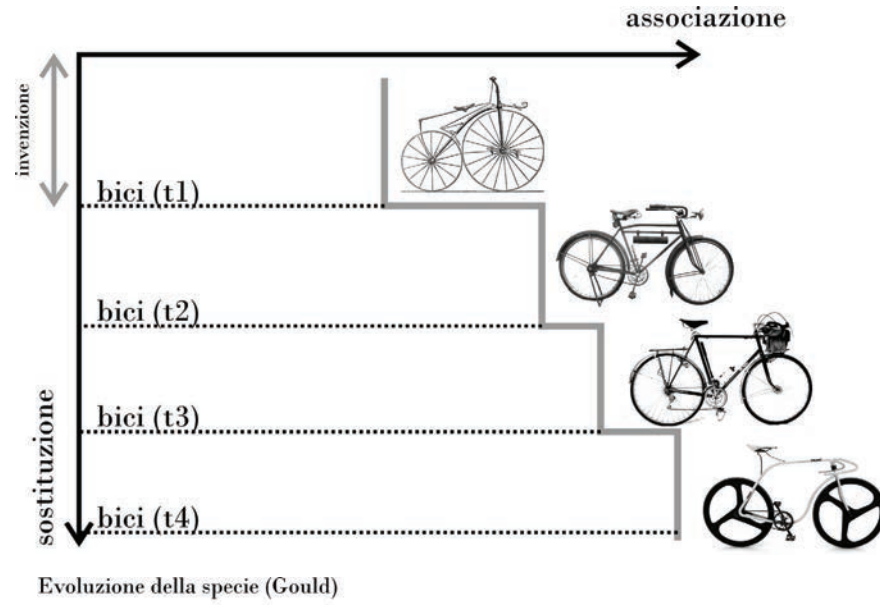 associazione
invenzione
bici (t1)
bici (t2)
bici (t3)
bici (t4)
sostituzione
Evoluzione della specie (Gould)